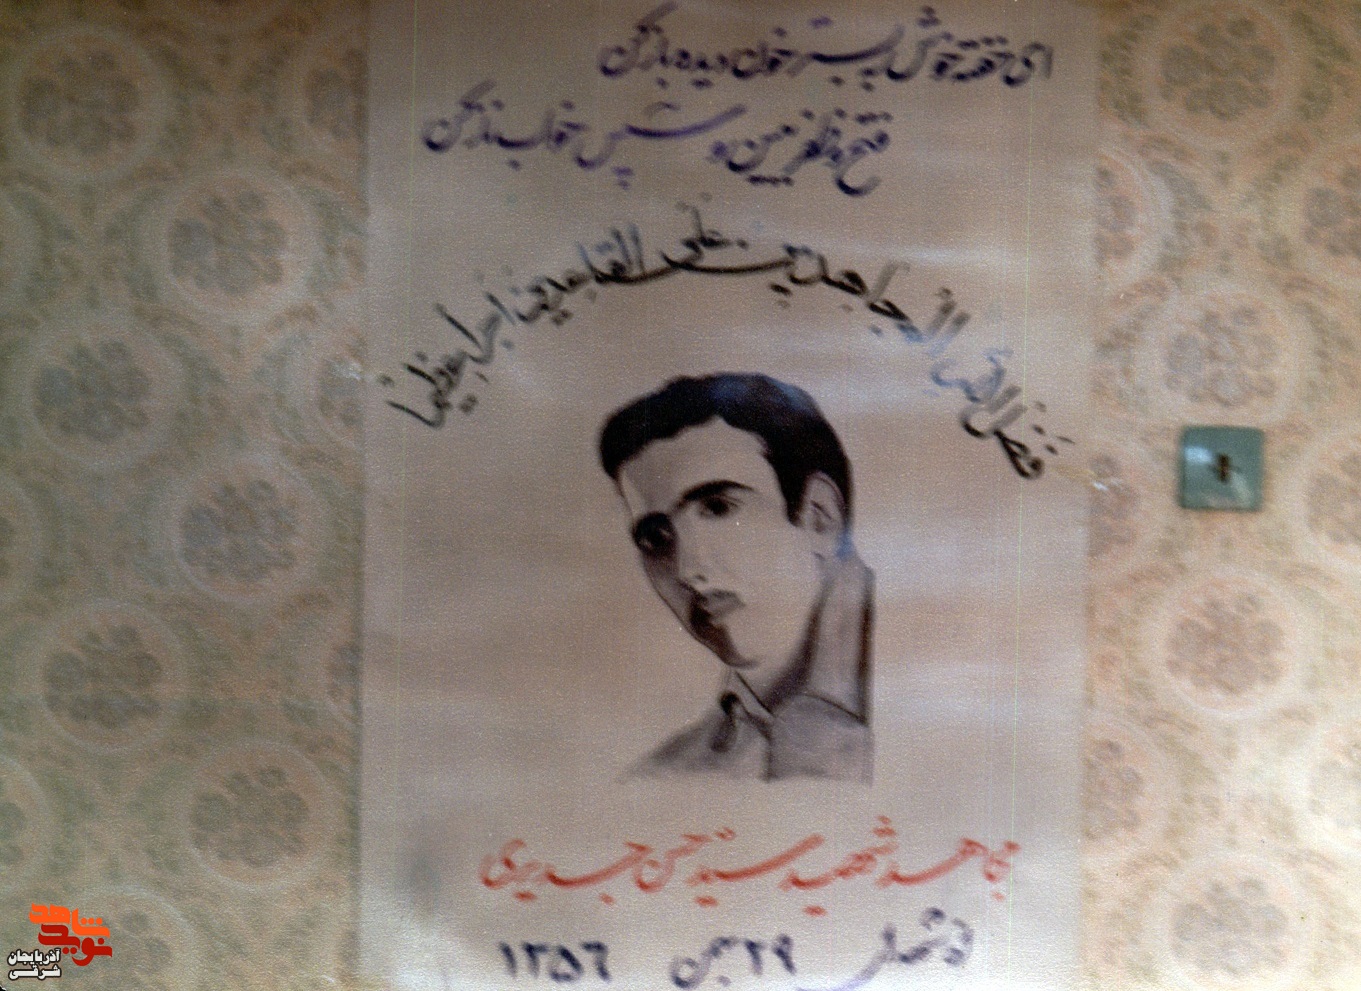 ای خفته خوش به بستر خون دیده باز کن
فتح و ظفر ببین و سپس خواب ناز کن
فضل الله المجاهدین علی القاعدین اجرا عظیما
مجاهد شهید سید حسن جدیری
۲۹ بهمن ۱۳۵۶
شاهد
نوید
آذربایجان
شرقی